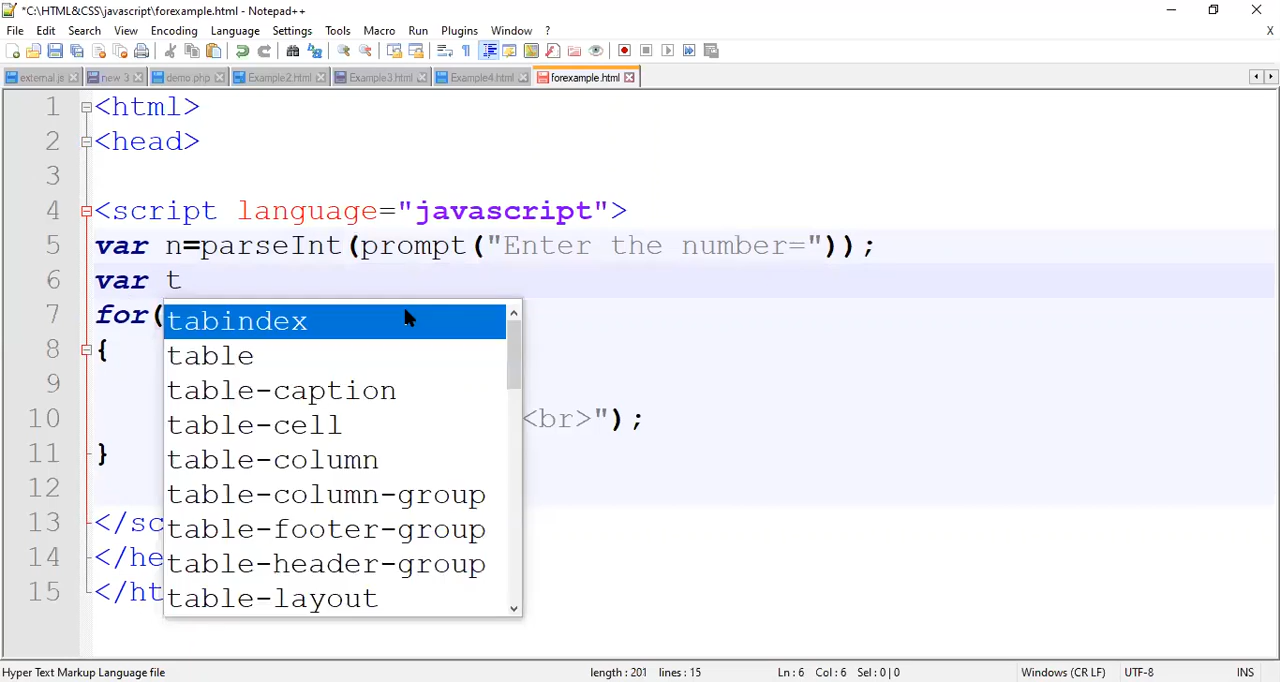 *C:\HTML&CSS\javascript\forexample.html - Notepad++
File Edit Search View Encoding Language Settings Tools Macro Run Plugins Window ? X
external.js new 3 demo.php Example2.html Example3.html Example4.html forexample.html
1 <html>
2 <head>
3
4 <script language="javascript">
5 var n=parseInt(prompt("Enter the number="));
6 var t
7 for(
tabindex
8 {
table
9
table-caption
10 <br>");
table-cell
11 }
table-column
12
table-column-group
13 </sc
table-footer-group
14 </he
table-header-group
15 </ht
table-layout
Hyper Text Markup Language file length : 201 lines : 15 Ln : 6 Col : 6 Sel : 0 | 0 Windows (CR LF) UTF-8 INS